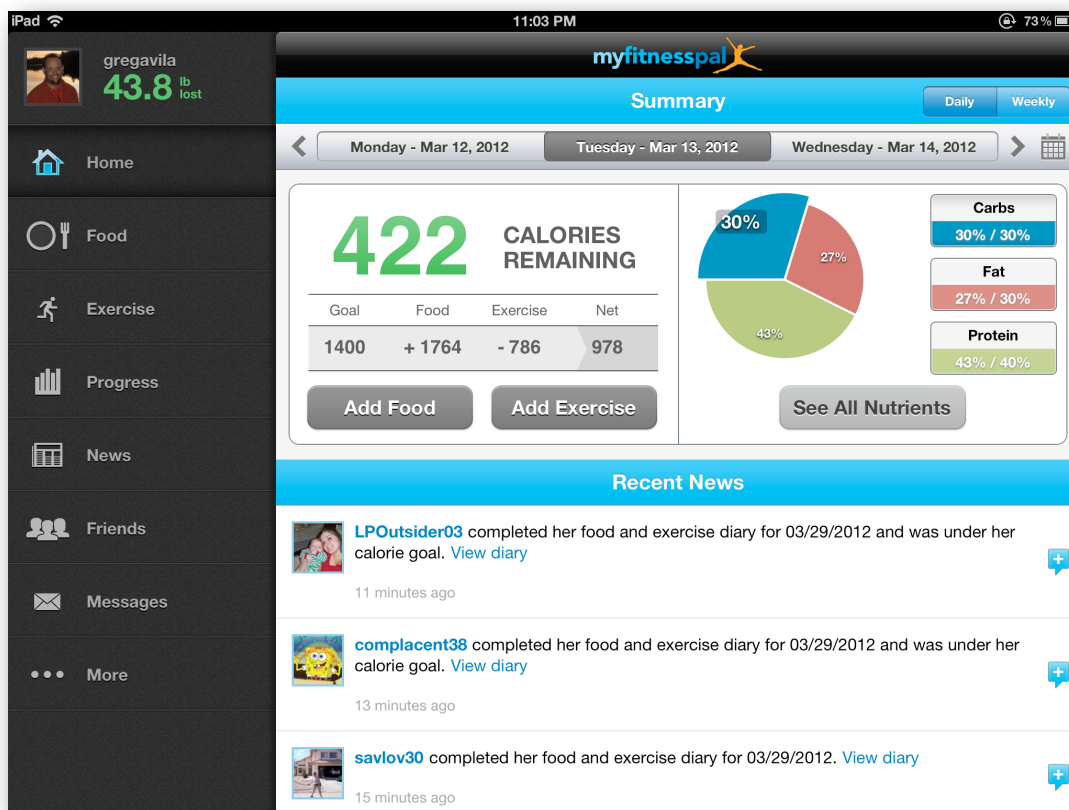 iPad
11:03 PM
73%
gregavila
43.8 lb lost
Home
Food
Exercise
Progress
News
Friends
Messages
More
myfitnesspal
Summary
Daily
Weekly
Monday - Mar 12, 2012
Tuesday - Mar 13, 2012
Wednesday - Mar 14, 2012
422
CALORIES
REMAINING
Goal Food Exercise Net
1400 + 1764 - 786 978
Add Food
Add Exercise
30%
27%
43%
Carbs
30% / 30%
Fat
27% / 30%
Protein
43% / 40%
See All Nutrients
Recent News
LPOutsider03 completed her food and exercise diary for 03/29/2012 and was under her
calorie goal. View diary
11 minutes ago
complacent38 completed her food and exercise diary for 03/29/2012 and was under her
calorie goal. View diary
13 minutes ago
savlov30 completed her food and exercise diary for 03/29/2012. View diary
15 minutes ago